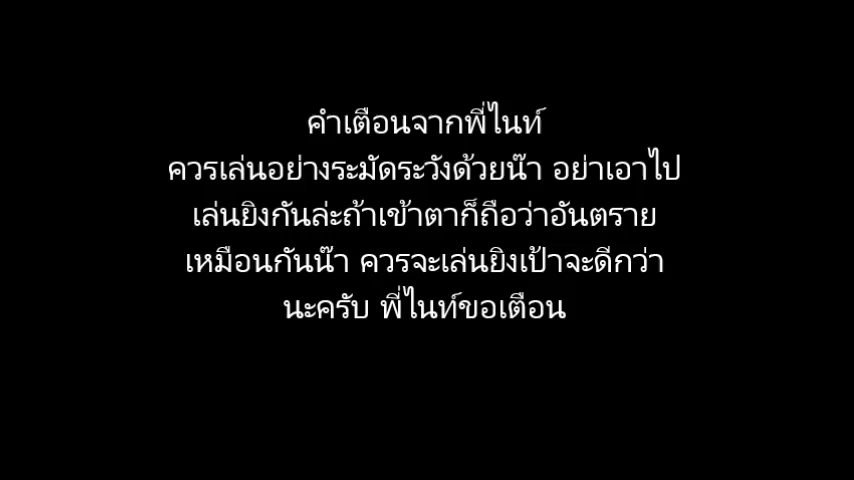 คำเตือนจากพี่ไนท์
ควรเล่นอย่างระมัดระวังด้วยน๊า อย่าเอาไป
เล่นยิงกันล่ะถ้าเข้าตาก็ถือว่าอันตราย
เหมือนกันน๊า ควรจะเล่นยิงเป้าจะดีกว่า
นะครับ พี่ไนท์ขอเตือน